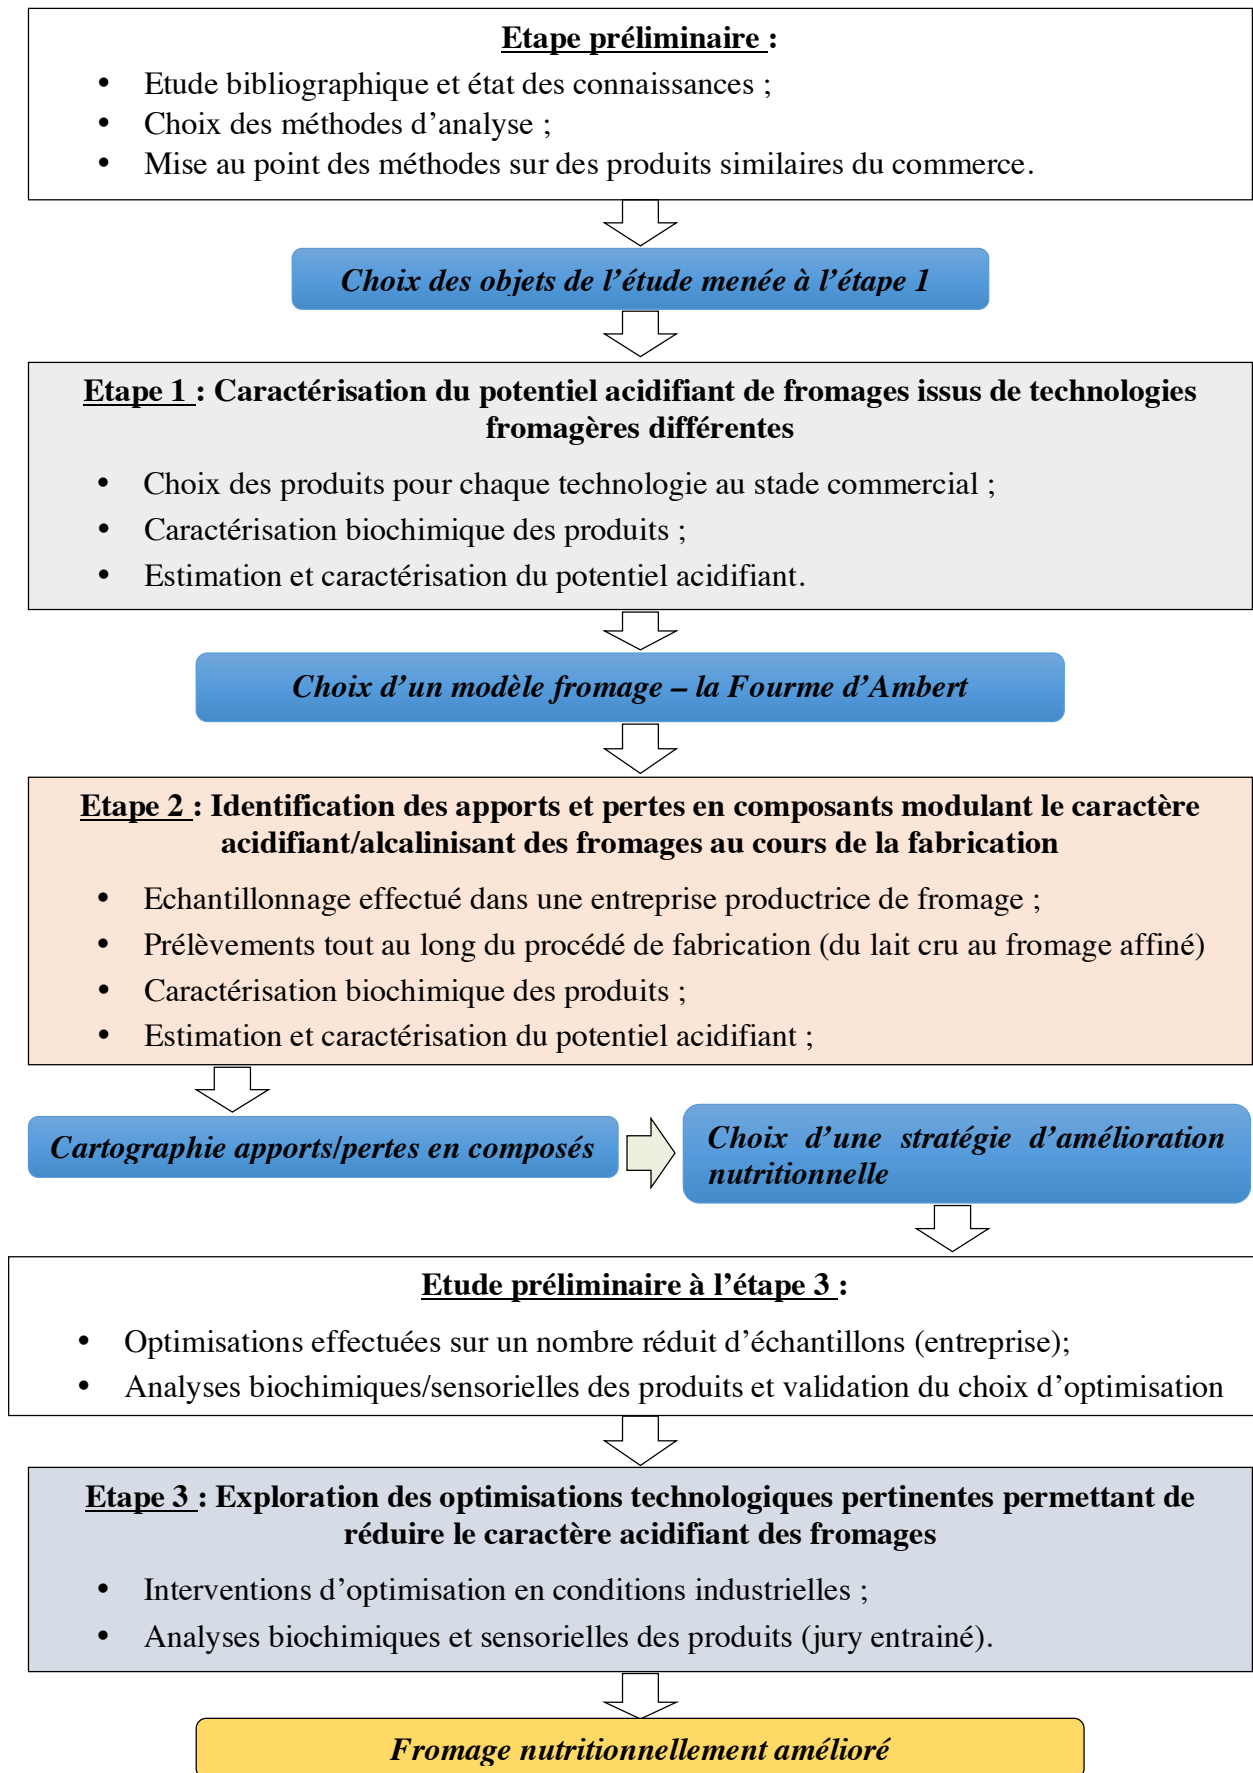 Etape préliminaire :
• Etude bibliographique et état des connaissances ;
• Choix des méthodes d’analyse ;
• Mise au point des méthodes sur des produits similaires du commerce.
Choix des objets de l’étude menée à l’étape 1
Etape 1 : Caractérisation du potentiel acidifiant de fromages issus de technologies
fromagères différentes
• Choix des produits pour chaque technologie au stade commercial ;
• Caractérisation biochimique des produits ;
• Estimation et caractérisation du potentiel acidifiant.
Choix d’un modèle fromage – la Fourme d’Ambert
Etape 2 : Identification des apports et pertes en composants modulant le caractère
acidifiant/alcalinisant des fromages au cours de la fabrication
• Echantillonnage effectué dans une entreprise productrice de fromage ;
• Prélèvements tout au long du procédé de fabrication (du lait cru au fromage affiné)
• Caractérisation biochimique des produits ;
• Estimation et caractérisation du potentiel acidifiant ;
Cartographie apports/pertes en composés
Choix d’une stratégie d’amélioration
nutritionnelle
Etude préliminaire à l’étape 3 :
• Optimisations effectuées sur un nombre réduit d’échantillons (entreprise);
• Analyses biochimiques/sensorielles des produits et validation du choix d’optimisation
Etape 3 : Exploration des optimisations technologiques pertinentes permettant de
réduire le caractère acidifiant des fromages
• Interventions d’optimisation en conditions industrielles ;
• Analyses biochimiques et sensorielles des produits (jury entrainé).
Fromage nutritionnellement amélioré